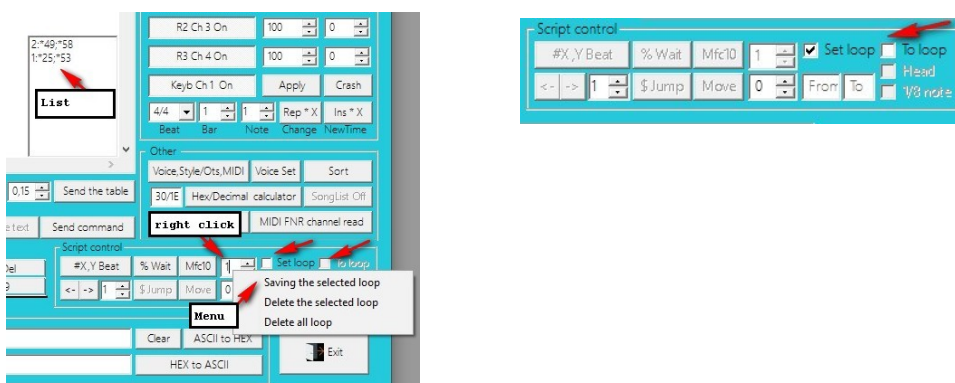 2:*49;*58
1:*25;*53
List
R2 Ch 3 On 100 0
R3 Ch 4 On 100 0
Keyb Ch 1 On Apply Crash
4/4 1 1 Rep * X Ins * X
Beat Bar Note Change NewTime
Other
Voice,Style/Ots,MIDI Voice Set Sort
0,15 Send the table
30/1E Hex/Decimal calculator SongList Off
right click MIDI FNR channel read
e text Send command
Script control
Del #X,Y Beat % Wait Mfc10 1 Set loop To loop
9 <- -> 1 $ Jump Move 0
Saving the selected loop
Delete the selected loop
Delete all loop
Menu
Clear ASCII to HEX
HEX to ASCII Exit
Script control
#X ,Y Beat % Wait Mfc10 1 Set loop To loop
Head
<- -> 1 $ Jump Move 0 From To 1/8 note